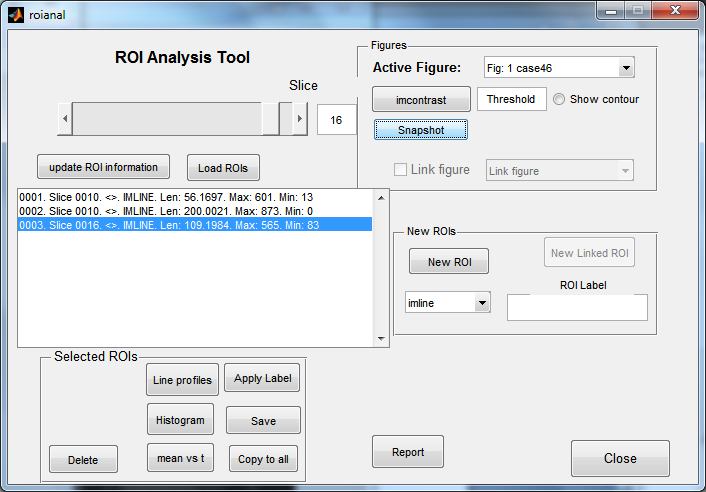 roianal
ROI Analysis Tool
Slice
16
update ROI information
Load ROIs
Figures
Active Figure:
Fig: 1 case46
imcontrast
Threshold
Show contour
Snapshot
Link figure
Link figure
0001. Slice 0010. <>. IMLINE. Len: 56.1697. Max: 601. Min: 13
0002. Slice 0010. <>. IMLINE. Len: 200.0021. Max: 873. Min: 0
0003. Slice 0016. <>. IMLINE. Len: 109.1984. Max: 565. Min: 83
New ROIs
New ROI
New Linked ROI
imline
ROI Label
Selected ROIs
Line profiles
Apply Label
Histogram
Save
Delete
mean vs t
Copy to all
Report
Close